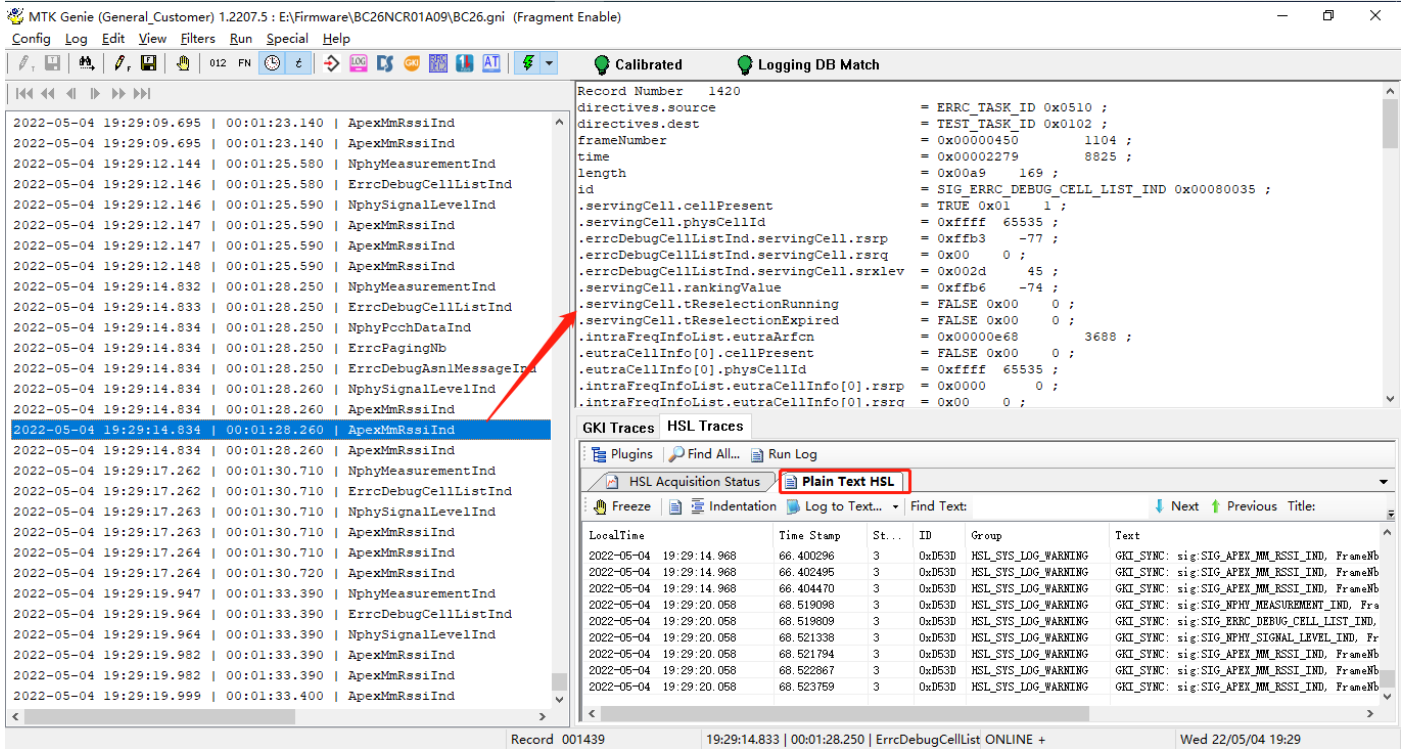 MTK Genie (General_Customer) 1.2207.5 : E:\Firmware\BC26NCR01A09\BC26.gni (Fragment Enable)
Config Log Edit View Filters Run Special Help
012 FN t LOG GKI AT Calibrated Logging DB Match
2022-05-04 19:29:09.695 | 00:01:23.140 | ApexMmRssiInd
2022-05-04 19:29:09.695 | 00:01:23.140 | ApexMmRssiInd
2022-05-04 19:29:12.144 | 00:01:25.580 | NphyMeasurementInd
2022-05-04 19:29:12.146 | 00:01:25.580 | ErrcDebugCellListInd
2022-05-04 19:29:12.146 | 00:01:25.590 | NphySignalLevelInd
2022-05-04 19:29:12.147 | 00:01:25.590 | ApexMmRssiInd
2022-05-04 19:29:12.147 | 00:01:25.590 | ApexMmRssiInd
2022-05-04 19:29:12.148 | 00:01:25.590 | ApexMmRssiInd
2022-05-04 19:29:14.832 | 00:01:28.250 | NphyMeasurementInd
2022-05-04 19:29:14.833 | 00:01:28.250 | ErrcDebugCellListInd
2022-05-04 19:29:14.834 | 00:01:28.250 | NphyPcchDataInd
2022-05-04 19:29:14.834 | 00:01:28.250 | ErrcPagingNb
2022-05-04 19:29:14.834 | 00:01:28.250 | ErrcDebugAsn1MessageInd
2022-05-04 19:29:14.834 | 00:01:28.260 | NphySignalLevelInd
2022-05-04 19:29:14.834 | 00:01:28.260 | ApexMmRssiInd
2022-05-04 19:29:14.834 | 00:01:28.260 | ApexMmRssiInd
2022-05-04 19:29:14.834 | 00:01:28.260 | ApexMmRssiInd
2022-05-04 19:29:17.262 | 00:01:30.710 | NphyMeasurementInd
2022-05-04 19:29:17.262 | 00:01:30.710 | ErrcDebugCellListInd
2022-05-04 19:29:17.263 | 00:01:30.710 | NphySignalLevelInd
2022-05-04 19:29:17.263 | 00:01:30.710 | ApexMmRssiInd
2022-05-04 19:29:17.264 | 00:01:30.710 | ApexMmRssiInd
2022-05-04 19:29:17.264 | 00:01:30.720 | ApexMmRssiInd
2022-05-04 19:29:19.947 | 00:01:33.390 | NphyMeasurementInd
2022-05-04 19:29:19.964 | 00:01:33.390 | ErrcDebugCellListInd
2022-05-04 19:29:19.964 | 00:01:33.390 | NphySignalLevelInd
2022-05-04 19:29:19.982 | 00:01:33.390 | ApexMmRssiInd
2022-05-04 19:29:19.982 | 00:01:33.390 | ApexMmRssiInd
2022-05-04 19:29:19.999 | 00:01:33.400 | ApexMmRssiInd
Record Number 1420
directives.source = ERRC_TASK_ID 0x0510 ;
directives.dest = TEST_TASK_ID 0x0102 ;
frameNumber = 0x00000450 1104 ;
time = 0x00002279 8825 ;
length = 0x00a9 169 ;
id = SIG_ERRC_DEBUG_CELL_LIST_IND 0x00080035 ;
.servingCell.cellPresent = TRUE 0x01 1 ;
.servingCell.physCellId = 0xffff 65535 ;
.errcDebugCellListInd.servingCell.rsrp = 0xffb3 -77 ;
.errcDebugCellListInd.servingCell.rsrq = 0x00 0 ;
.errcDebugCellListInd.servingCell.srxlev = 0x002d 45 ;
.servingCell.rankingValue = 0xffb6 -74 ;
.servingCell.tReselectionRunning = FALSE 0x00 0 ;
.servingCell.tReselectionExpired = FALSE 0x00 0 ;
.intraFreqInfoList.eutraArfcn = 0x00000e68 3688 ;
.eutraCellInfo[0].cellPresent = FALSE 0x00 0 ;
.eutraCellInfo[0].physCellId = 0xffff 65535 ;
.intraFreqInfoList.eutraCellInfo[0].rsrp = 0x0000 0 ;
.intraFreqInfoList.eutraCellInfo[0].rsrq = 0x00 0 ;
GKI Traces HSL Traces
Plugins Find All... Run Log
HSL Acquisition Status Plain Text HSL
Freeze Indentation Log to Text... Find Text: Next Previous Title:
LocalTime Time Stamp St... ID Group Text
2022-05-04 19:29:14.968 66.400296 3 0xD53D HSL_SYS_LOG_WARNING GKI_SYNC: sig:SIG_APEX_MM_RSSI_IND, FrameNb
2022-05-04 19:29:14.968 66.402495 3 0xD53D HSL_SYS_LOG_WARNING GKI_SYNC: sig:SIG_APEX_MM_RSSI_IND, FrameNb
2022-05-04 19:29:14.968 66.404470 3 0xD53D HSL_SYS_LOG_WARNING GKI_SYNC: sig:SIG_APEX_MM_RSSI_IND, FrameNb
2022-05-04 19:29:20.058 68.519098 3 0xD53D HSL_SYS_LOG_WARNING GKI_SYNC: sig:SIG_NPHY_MEASUREMENT_IND, Fra
2022-05-04 19:29:20.058 68.519809 3 0xD53D HSL_SYS_LOG_WARNING GKI_SYNC: sig:SIG_ERRC_DEBUG_CELL_LIST_IND,
2022-05-04 19:29:20.058 68.521338 3 0xD53D HSL_SYS_LOG_WARNING GKI_SYNC: sig:SIG_NPHY_SIGNAL_LEVEL_IND, Fr
2022-05-04 19:29:20.058 68.521794 3 0xD53D HSL_SYS_LOG_WARNING GKI_SYNC: sig:SIG_APEX_MM_RSSI_IND, FrameNb
2022-05-04 19:29:20.058 68.522867 3 0xD53D HSL_SYS_LOG_WARNING GKI_SYNC: sig:SIG_APEX_MM_RSSI_IND, FrameNb
2022-05-04 19:29:20.058 68.523759 3 0xD53D HSL_SYS_LOG_WARNING GKI_SYNC: sig:SIG_APEX_MM_RSSI_IND, FrameNb
Record 001439 19:29:14.833 | 00:01:28.250 | ErrcDebugCellList ONLINE + Wed 22/05/04 19:29